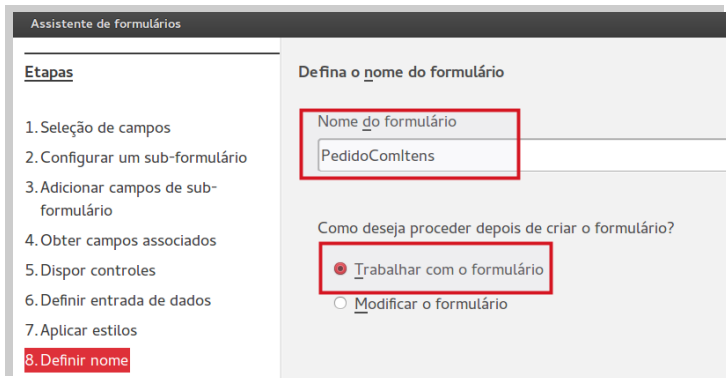 Assistente de formulários
Etapas
1. Seleção de campos
2. Configurar um sub-formulário
3. Adicionar campos de sub-
formulário
4. Obter campos associados
5. Dispor controles
6. Definir entrada de dados
7. Aplicar estilos
8. Definir nome
Defina o nome do formulário
Nome do formulário
PedidoComItens
Como deseja proceder depois de criar o formulário?
Trabalhar com o formulário
Modificar o formulário